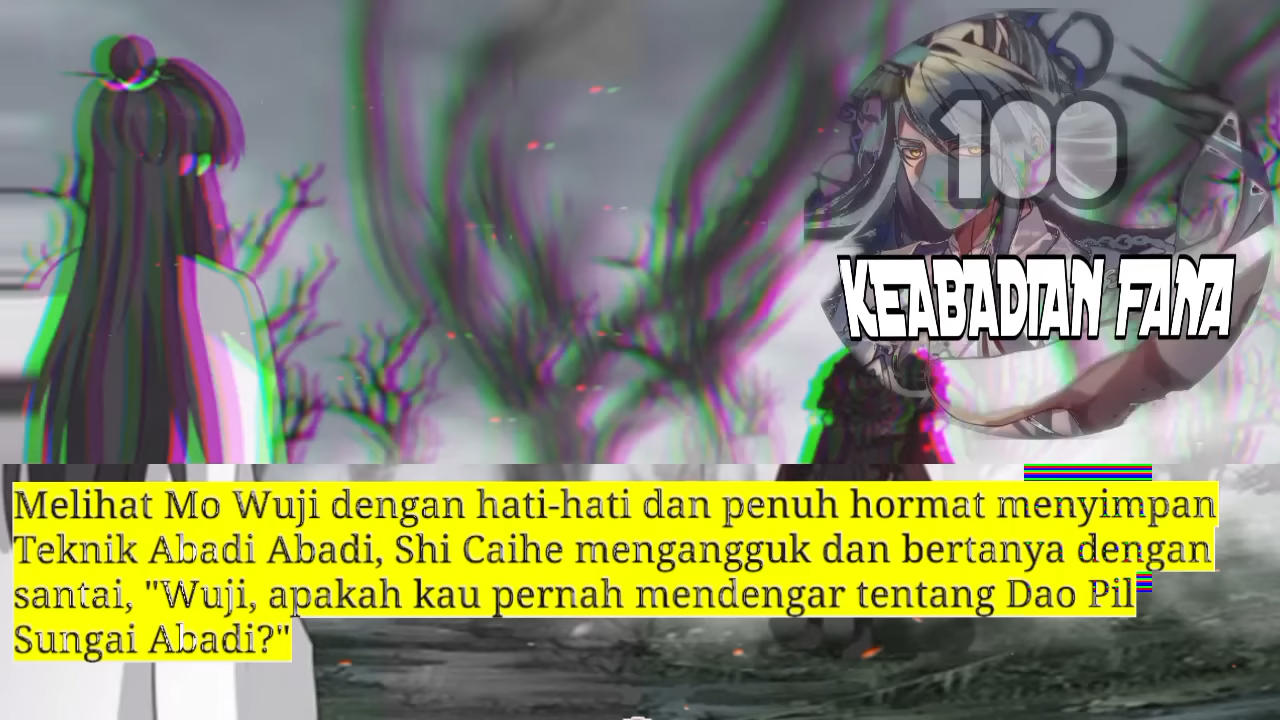 100
KEABADIAN FANA
Melihat Mo Wuji dengan hati-hati dan penuh hormat menyimpan
Teknik Abadi Abadi, Shi Caihe mengangguk dan bertanya dengan
santai, "Wuji, apakah kau pernah mendengar tentang Dao Pil
Sungai Abadi?"